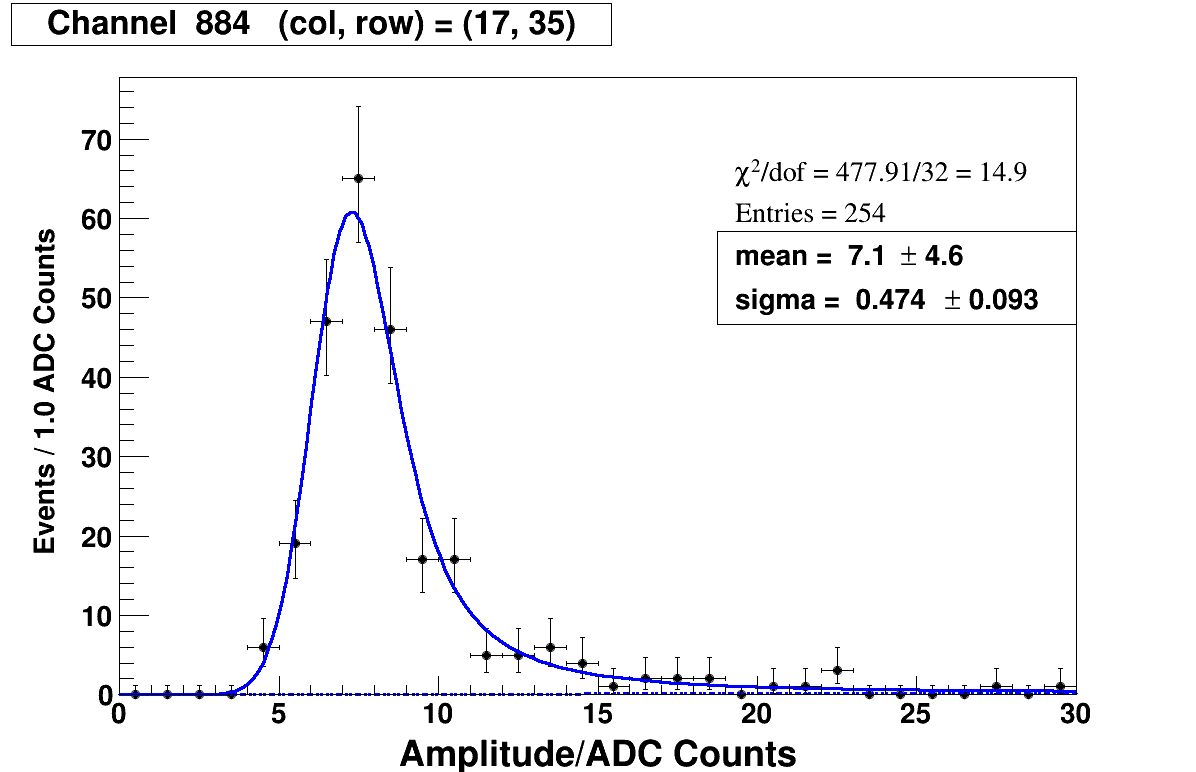 Channel 884 (col, row) = (17, 35)
χ²/dof = 477.91/32 = 14.9
Entries = 254
mean = 7.1 ± 4.6
sigma = 0.474 ± 0.093
Events / 1.0 ADC Counts
70
60
50
40
30
20
10
0
0 5 10 15 20 25 30
Amplitude/ADC Counts